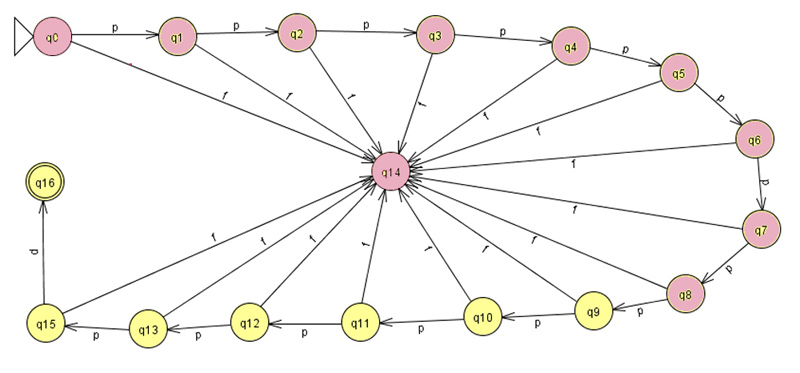 q0 p q1 p q2 p q3 p q4 p q5
p
f f f f f f
q6
q14 f p
q16
f q7
p f f f f f f f p
q8
q15 p q13 p q12 p q11 p q10 p q9 p